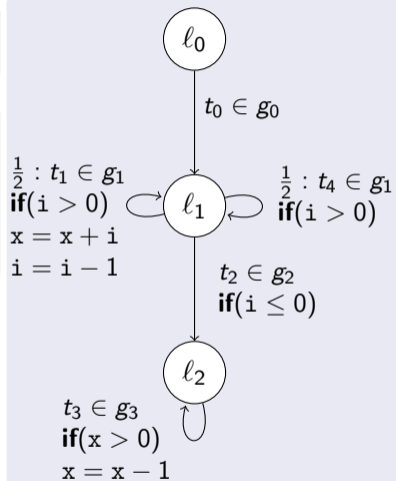 ℓ₀
t₀ ∈ g₀
½ : t₁ ∈ g₁
if(i > 0)
x = x + i
i = i − 1
ℓ₁
½ : t₄ ∈ g₁
if(i > 0)
t₂ ∈ g₂
if(i ≤ 0)
ℓ₂
t₃ ∈ g₃
if(x > 0)
x = x − 1